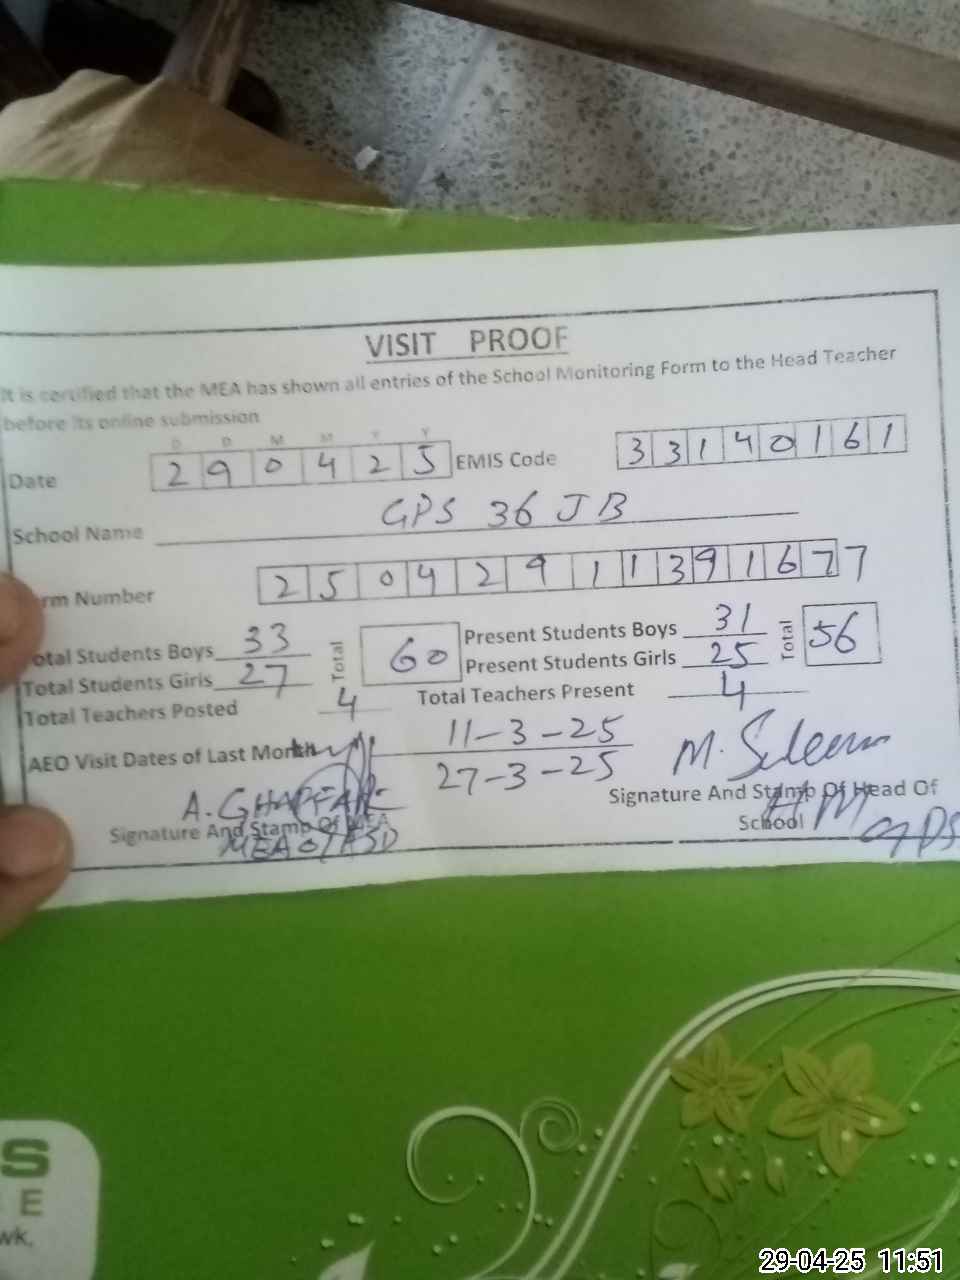 VISIT PROOF
It is certified that the MEA has shown all entries of the School Monitoring Form to the Head Teacher
before its online submission
D D M M Y Y
Date 2 9 0 4 2 5 EMIS Code 3 3 1 4 0 1 6 1
School Name GPS 36 JB
rm Number 2 5 0 4 2 9 1 1 3 9 1 6 7 7
otal Students Boys 33 Total 60 Present Students Boys 31 Total 56
Total Students Girls 27 Present Students Girls 25
Total Teachers Posted 4 Total Teachers Present 4
AEO Visit Dates of Last Month 11-3-25
27-3-25
M. Saleem
A. GHAFFAR
Signature And Stamp Of MEA
MEA
Signature And Stamp Of Head Of
School
HM GPS
S
E
wk,
29-04-25 11:51